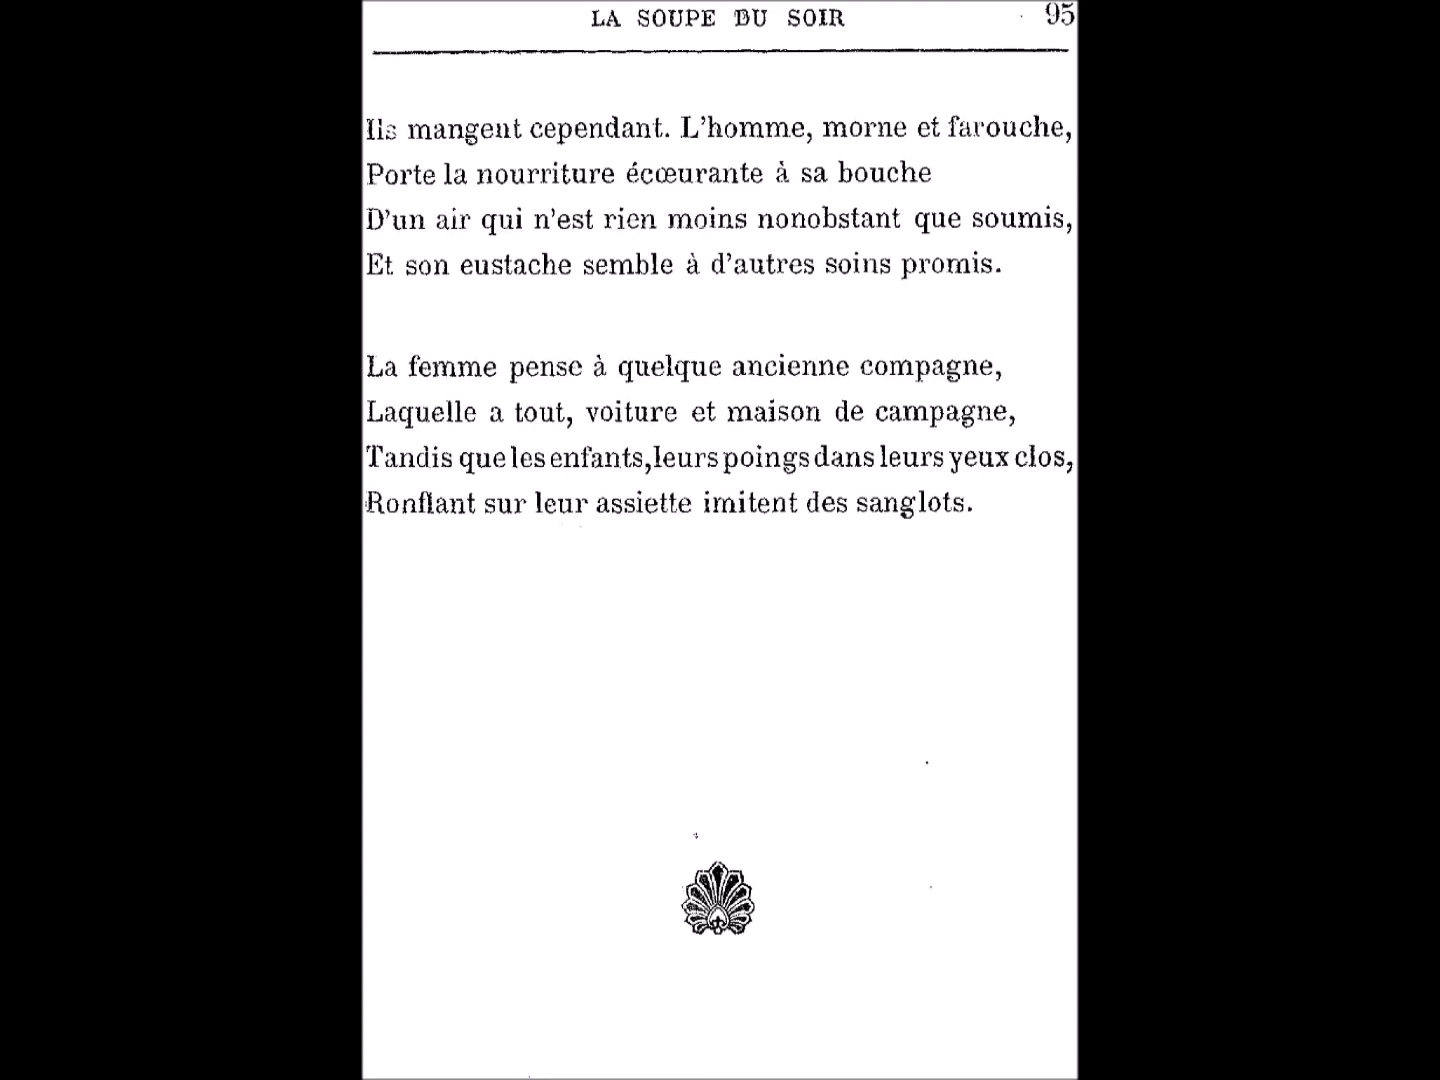 LA SOUPE DU SOIR 95
Ils mangent cependant. L'homme, morne et farouche,
Porte la nourriture écœurante à sa bouche
D'un air qui n'est rien moins nonobstant que soumis,
Et son eustache semble à d'autres soins promis.
La femme pense à quelque ancienne compagne,
Laquelle a tout, voiture et maison de campagne,
Tandis que les enfants, leurs poings dans leurs yeux clos,
Ronflant sur leur assiette imitent des sanglots.